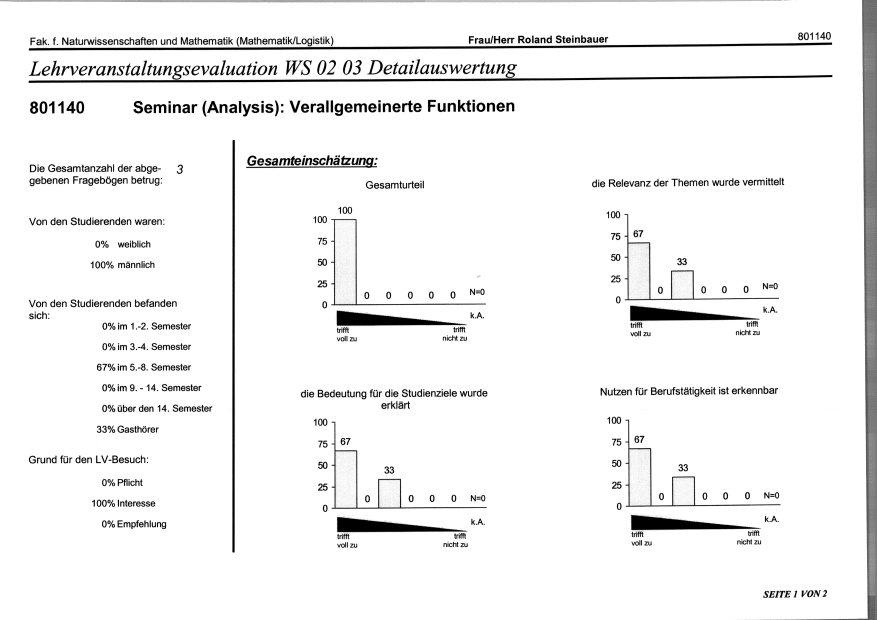 Fak. f. Naturwissenschaften und Mathematik (Mathematik/Logistik) Frau/Herr Roland Steinbauer 801140
Lehrveranstaltungsevaluation WS 02 03 Detailauswertung
801140 Seminar (Analysis): Verallgemeinerte Funktionen
Die Gesamtanzahl der abge- 3
gebenen Fragebögen betrug:
Von den Studierenden waren:
0% weiblich
100% männlich
Von den Studierenden befanden
sich:
0% im 1.-2. Semester
0% im 3.-4. Semester
67% im 5.-8. Semester
0% im 9. - 14. Semester
0% über den 14. Semester
33% Gasthörer
Grund für den LV-Besuch:
0% Pflicht
100% Interesse
0% Empfehlung
Gesamteinschätzung:
Gesamturteil
100
100
75
50
25
0
0 0 0 0 0 N=0
k.A.
trifft trifft
voll zu nicht zu
die Relevanz der Themen wurde vermittelt
100
75
50
25
0
67 0 33 0 0 0 N=0
k.A.
trifft trifft
voll zu nicht zu
die Bedeutung für die Studienziele wurde
erklärt
100
75
50
25
0
67 0 33 0 0 0 N=0
k.A.
trifft trifft
voll zu nicht zu
Nutzen für Berufstätigkeit ist erkennbar
100
75
50
25
0
67 0 33 0 0 0 N=0
k.A.
trifft trifft
voll zu nicht zu
SEITE 1 VON 2